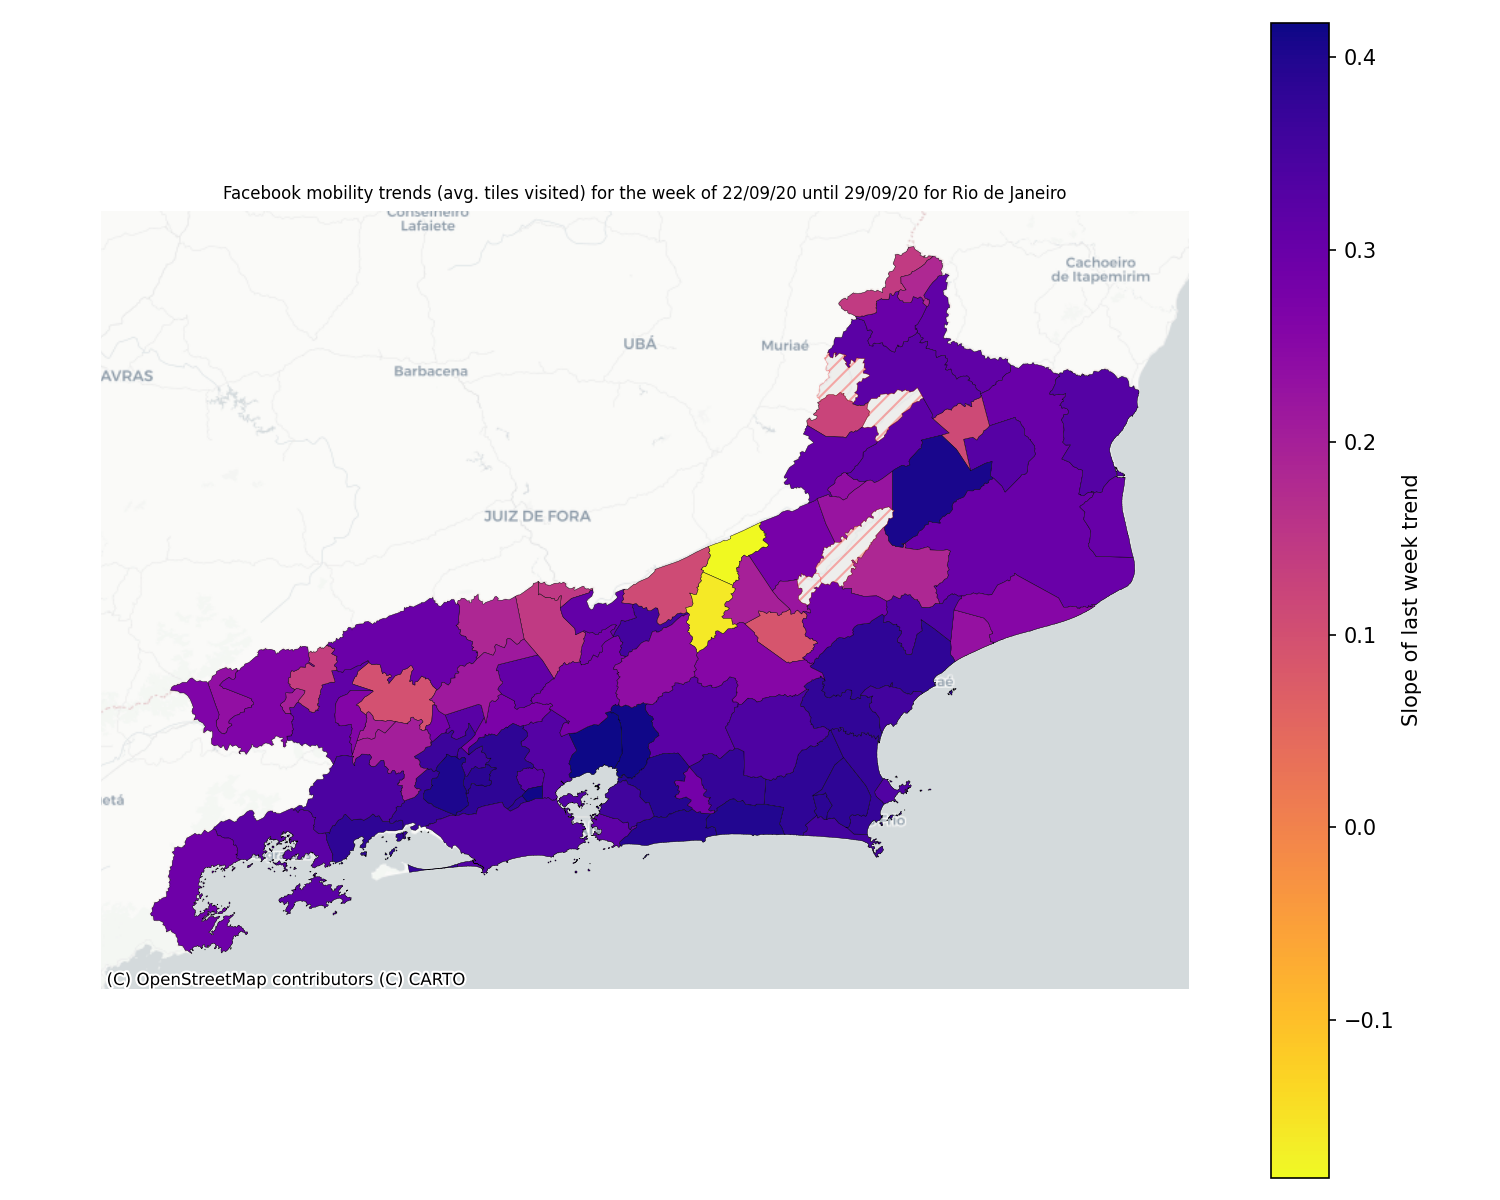 Facebook mobility trends (avg. tiles visited) for the week of 22/09/20 until 29/09/20 for Rio de Janeiro
Conselheiro
Lafaiete
Cachoeiro
de Itapemirim
UBÁ
Muriaé
AVRAS
Barbacena
JUIZ DE FORA
aé
etá
(C) OpenStreetMap contributors (C) CARTO
0.4
0.3
0.2
0.1
0.0
−0.1
Slope of last week trend